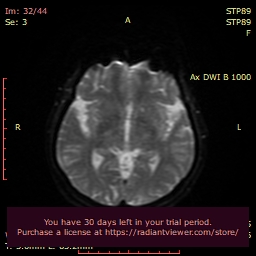 Im: 32/44
STP89
Se: 3
A
STP89
F
Ax DWI B 1000
R
L
You have 30 days left in your trial period.
Purchase a license at https://radiantviewer.com/store/